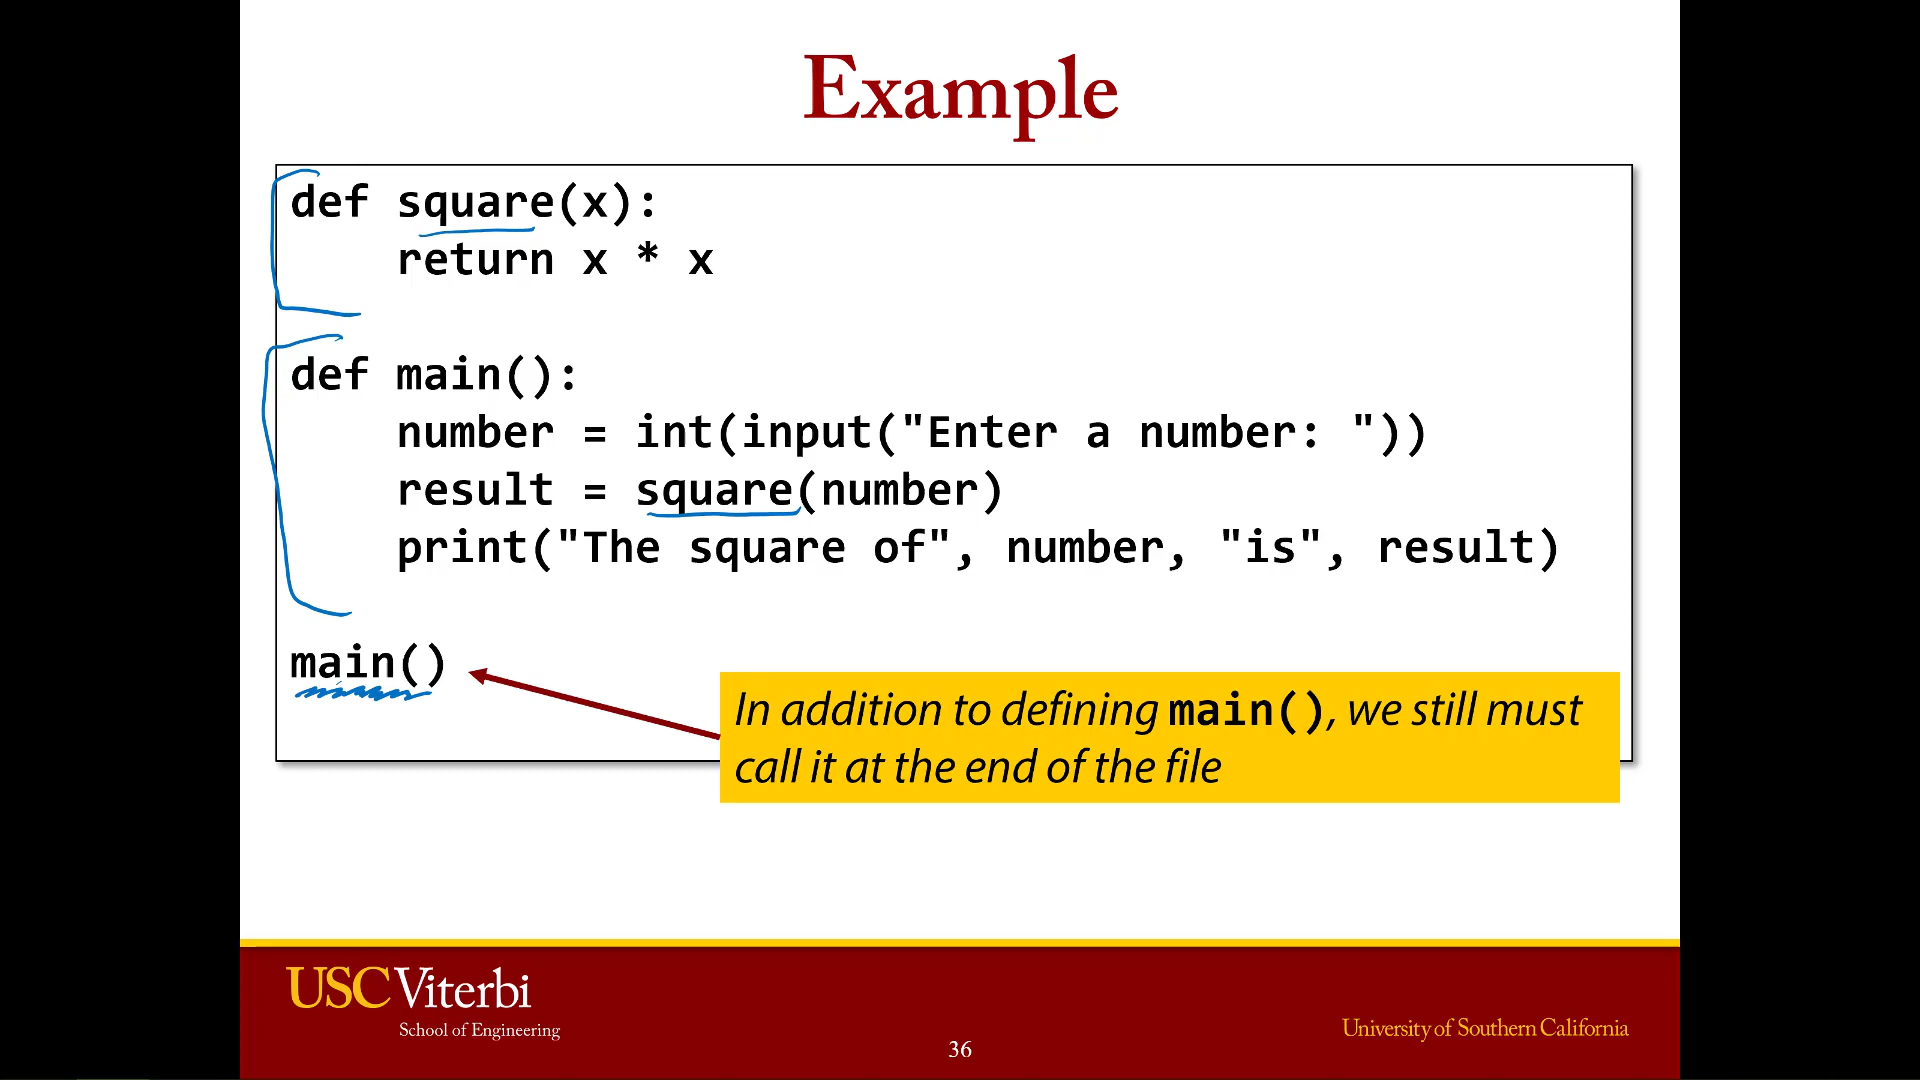 Example
def square(x):
    return x * x
def main():
    number = int(input("Enter a number: "))
    result = square(number)
    print("The square of", number, "is", result)
main()
In addition to defining main(), we still must
call it at the end of the file
USC Viterbi
School of Engineering
University of Southern California
36